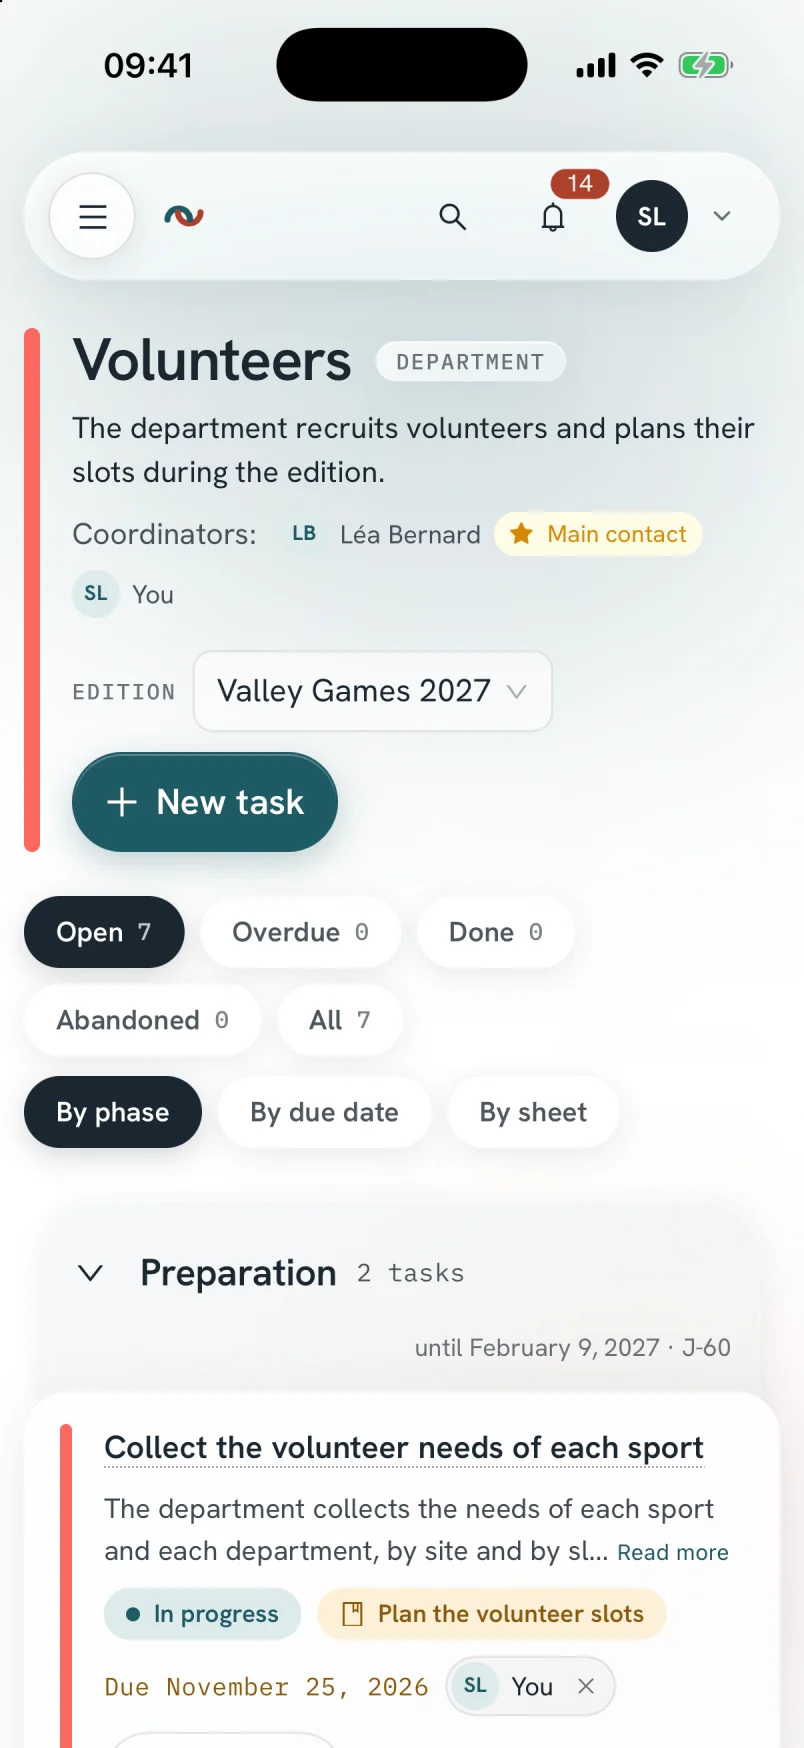 09:41
14
SL
Volunteers DEPARTMENT
The department recruits volunteers and plans their
slots during the edition.
Coordinators: LB Léa Bernard Main contact
SL You
EDITION Valley Games 2027
New task
Open 7 Overdue 0 Done 0
Abandoned 0 All 7
By phase By due date By sheet
Preparation 2 tasks
until February 9, 2027 · J-60
Collect the volunteer needs of each sport
The department collects the needs of each sport
and each department, by site and by sl... Read more
In progress Plan the volunteer slots
Due November 25, 2026 SL You